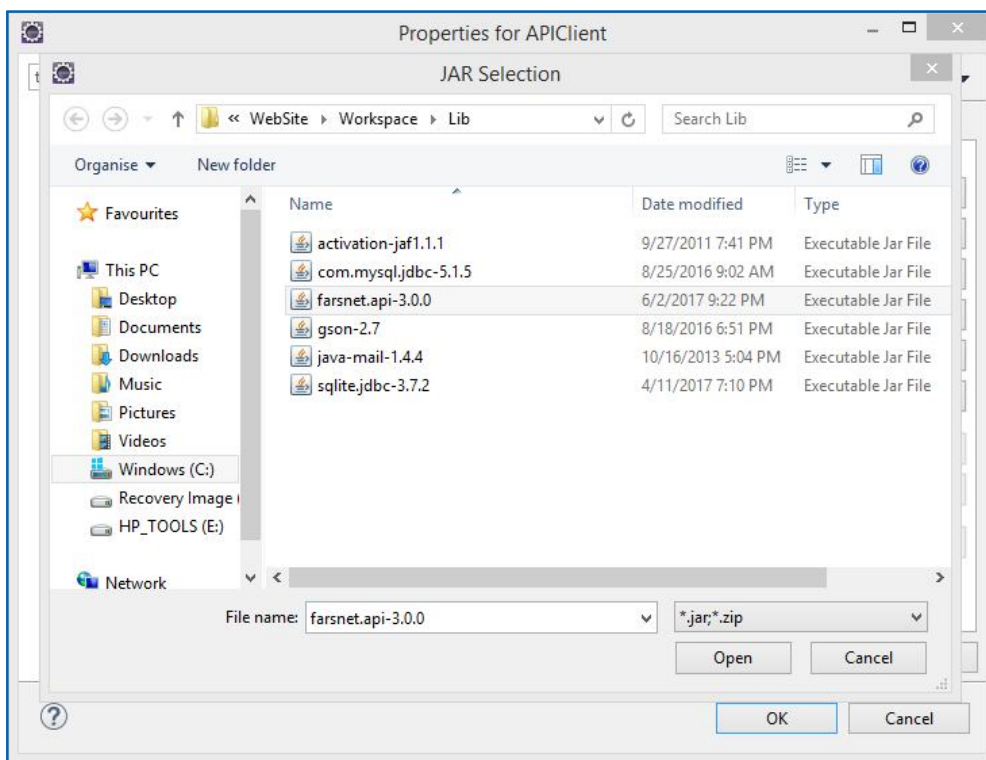 Properties for APIClient
JAR Selection
« WebSite Workspace Lib
Search Lib
Organise New folder
Favourites
This PC
Desktop
Documents
Downloads
Music
Pictures
Videos
Windows (C:)
Recovery Image (
HP_TOOLS (E:)
Network
Name Date modified Type
activation-jaf1.1.1 9/27/2011 7:41 PM Executable Jar File
com.mysql.jdbc-5.1.5 8/25/2016 9:02 AM Executable Jar File
farsnet.api-3.0.0 6/2/2017 9:22 PM Executable Jar File
gson-2.7 8/18/2016 6:51 PM Executable Jar File
java-mail-1.4.4 10/16/2013 5:04 PM Executable Jar File
sqlite.jdbc-3.7.2 4/11/2017 7:10 PM Executable Jar File
File name: farsnet.api-3.0.0 *.jar;*.zip
Open Cancel
OK Cancel